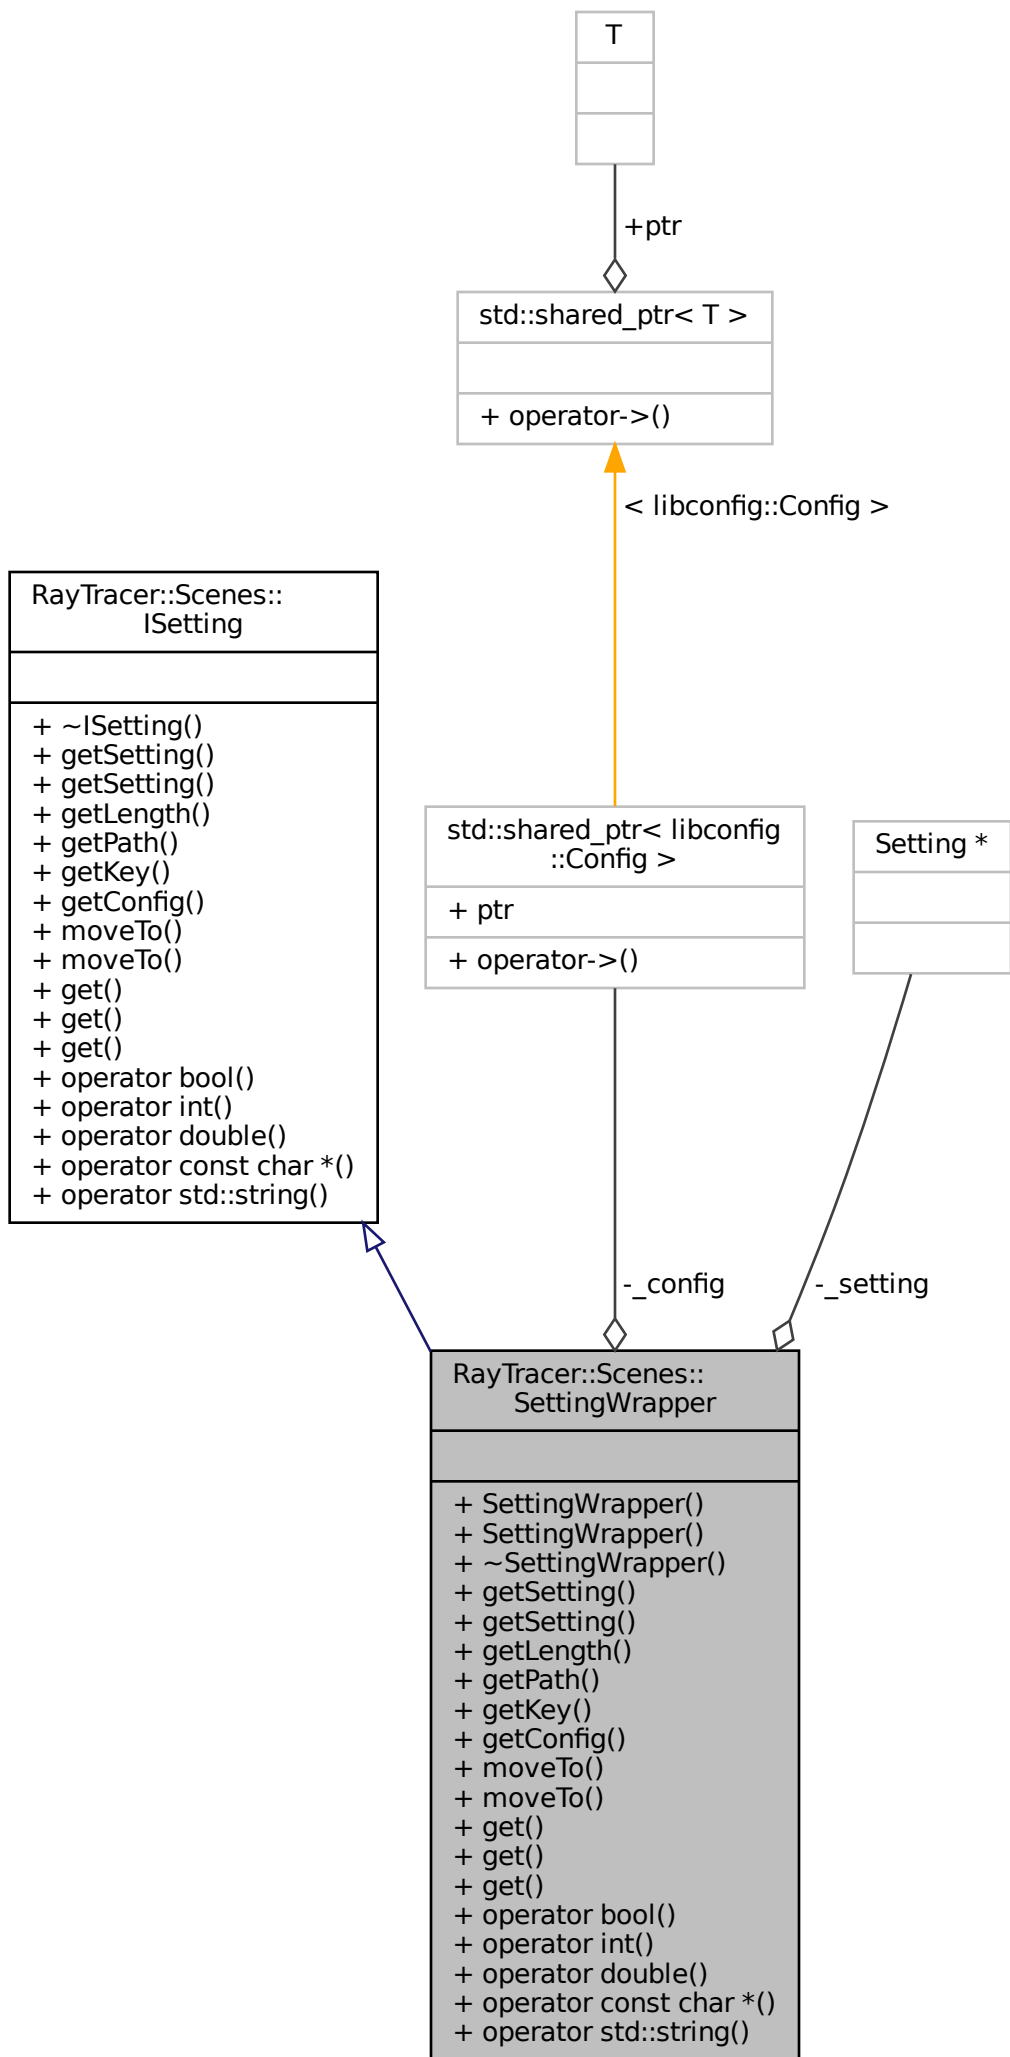 T
+ptr
std::shared_ptr< T >
+ operator->()
< libconfig::Config >
RayTracer::Scenes::
ISetting
+ ~ISetting()
+ getSetting()
+ getSetting()
+ getLength()
+ getPath()
+ getKey()
+ getConfig()
+ moveTo()
+ moveTo()
+ get()
+ get()
+ get()
+ operator bool()
+ operator int()
+ operator double()
+ operator const char *()
+ operator std::string()
std::shared_ptr< libconfig
::Config >
+ ptr
+ operator->()
Setting *
-_config
-_setting
RayTracer::Scenes::
SettingWrapper
+ SettingWrapper()
+ SettingWrapper()
+ ~SettingWrapper()
+ getSetting()
+ getSetting()
+ getLength()
+ getPath()
+ getKey()
+ getConfig()
+ moveTo()
+ moveTo()
+ get()
+ get()
+ get()
+ operator bool()
+ operator int()
+ operator double()
+ operator const char *()
+ operator std::string()